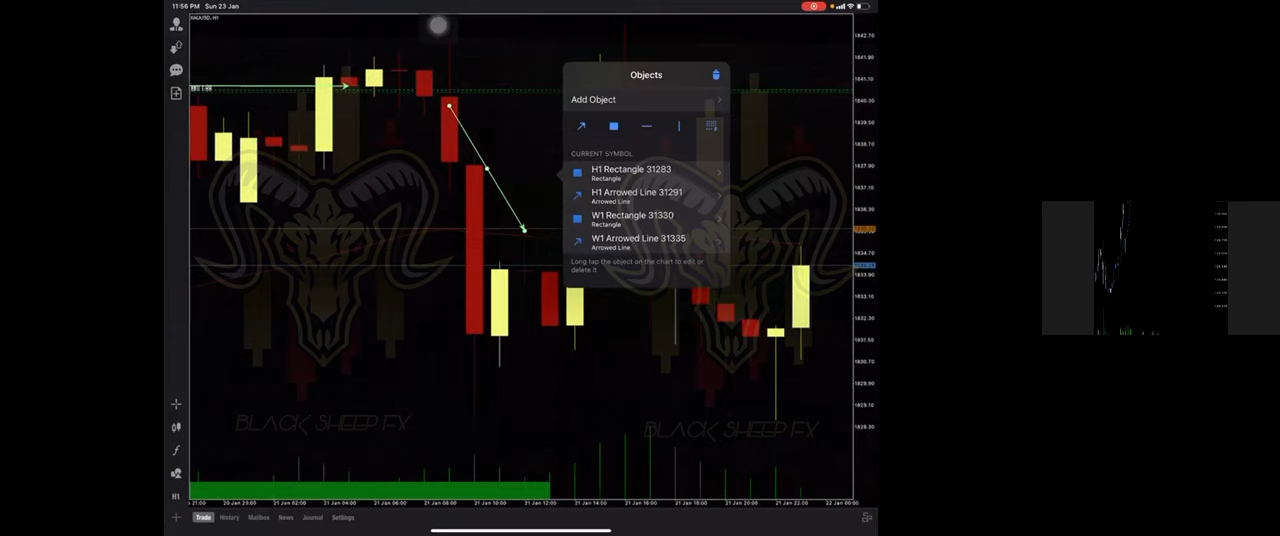 11:56 PM Sun 23 Jan
XAUUSD, H1
Objects
Add Object
CURRENT SYMBOL
H1 Rectangle 31283
Rectangle
H1 Arrowed Line 31291
Arrowed Line
W1 Rectangle 31330
Rectangle
W1 Arrowed Line 31335
Arrowed Line
Long tap the object on the chart to edit or
delete it
1842.70
1841.90
1841.10
1840.30
1839.50
1838.70
1837.90
1837.10
1836.30
1834.70
1833.90
1833.10
1832.30
1831.50
1830.70
1829.90
1829.10
1828.30
BLACK SHEEP FX
BLACK SHEEP FX
20 Jan 23:00
21 Jan 02:00
21 Jan 04:00
21 Jan 06:00
21 Jan 08:00
21 Jan 10:00
21 Jan 12:00
21 Jan 14:00
21 Jan 16:00
21 Jan 18:00
21 Jan 20:00
21 Jan 22:00
22 Jan 00:00
H1
Trade
History
Mailbox
News
Journal
Settings